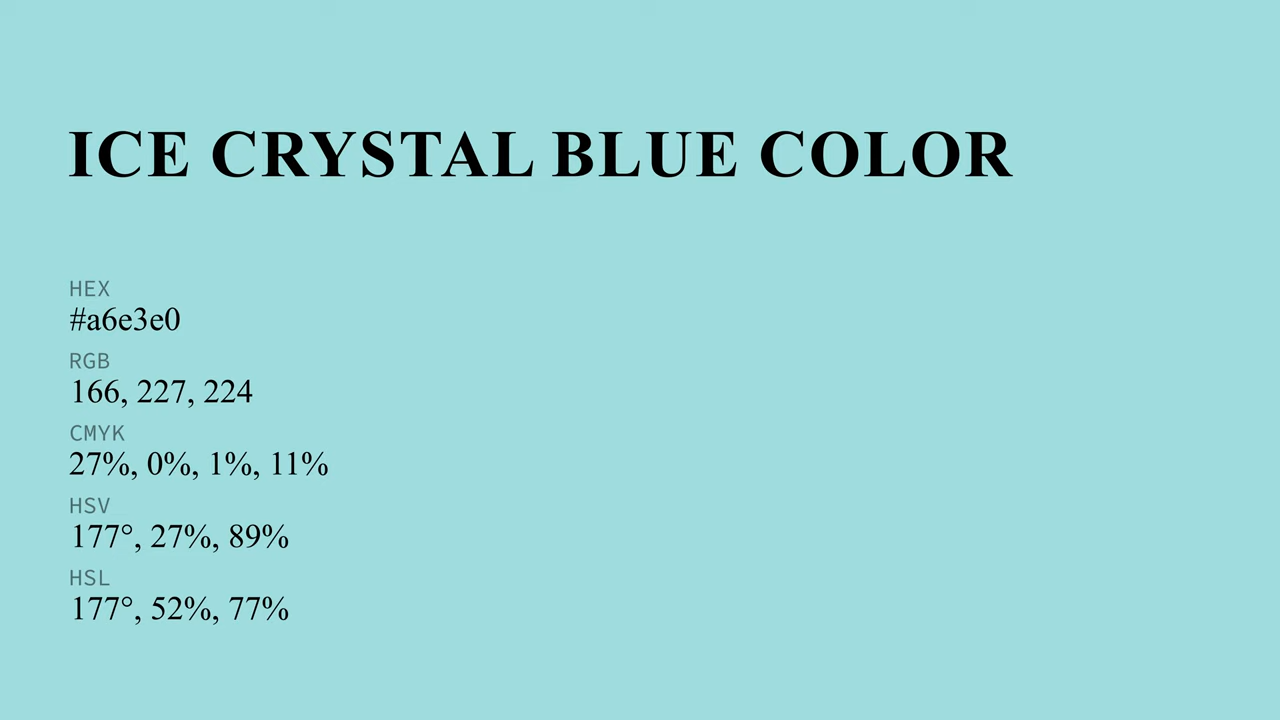 ICE CRYSTAL BLUE COLOR
HEX
#a6e3e0
RGB
166, 227, 224
CMYK
27%, 0%, 1%, 11%
HSV
177°, 27%, 89%
HSL
177°, 52%, 77%